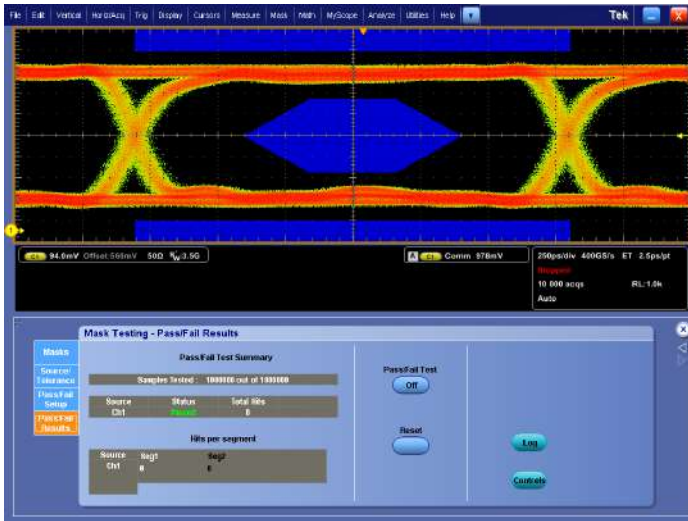 File Edit Vertical Horiz/Acq Trig Display Cursors Measure Mask Math MyScope Analyze Utilities Help Tek
1
C1 94.0mV Offset:566mV 50Ω BW:3.5G
A C1 Comm 978mV
250ps/div 400GS/s ET 2.5ps/pt
Stopped
10 000 acqs RL:1.0k
Auto
Mask Testing - Pass/Fail Results
Masks
Source/
Tolerance
Pass/Fail
Setup
Pass/Fail
Results
Pass/Fail Test Summary
Samples Tested : 1000000 out of 1000000
Source Status Total Hits
Ch1 Passed 0
Hits per segment
Source Seg1 Seg2
Ch1 0 0
Pass/Fail Test
Off
Reset
Log
Controls